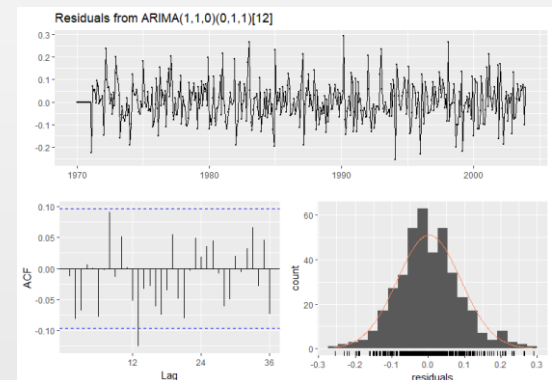 Residuals from ARIMA(1,1,0)(0,1,1)[12]
0.3
0.2
0.1
0.0
-0.1
-0.2
1970 1980 1990 2000
0.10
0.05
0.00
-0.05
-0.10
ACF
12 24 36
Lag
60
40
20
0
count
-0.3 -0.2 -0.1 0.0 0.1 0.2 0.3
residuals